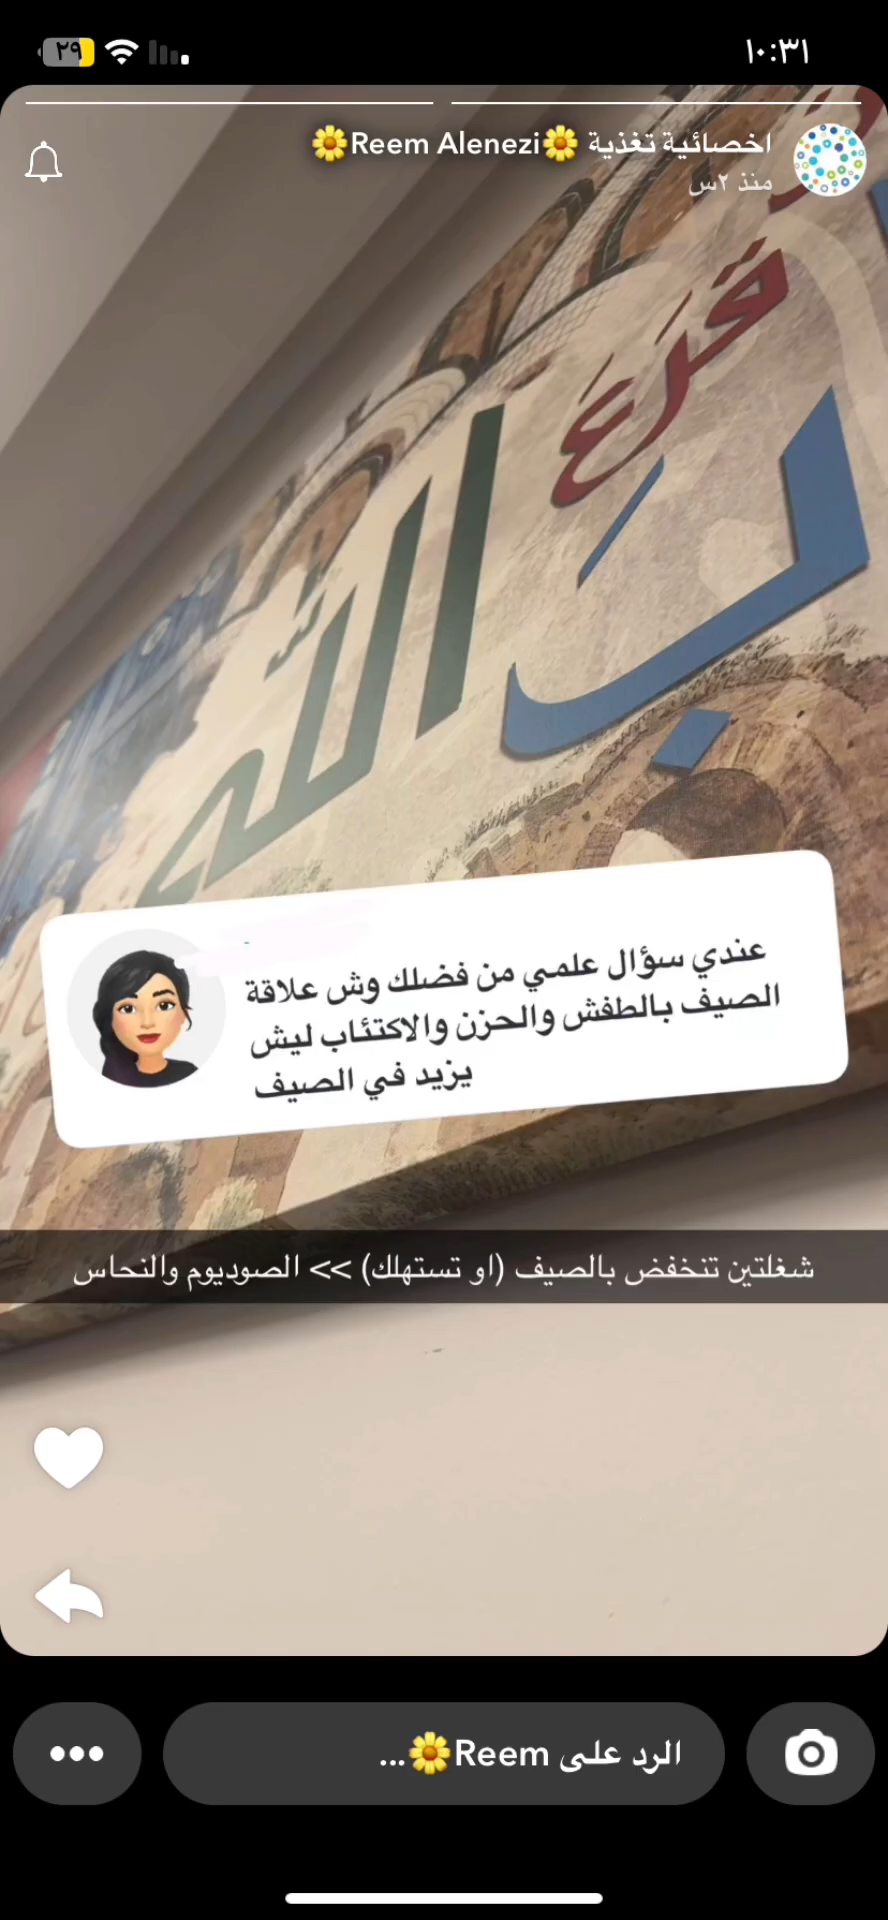 ٢٩
١٠:٣١
اخصائية تغذية 🌼Reem Alenezi🌼
منذ ٢س
قَرَعَ
بَ اللّه
عندي سؤال علمي من فضلك وش علاقة
الصيف بالطفش والحزن والاكتئاب ليش
يزيد في الصيف
شغلتين تنخفض بالصيف (او تستهلك) >> الصوديوم والنحاس
الرد على Reem🌼...